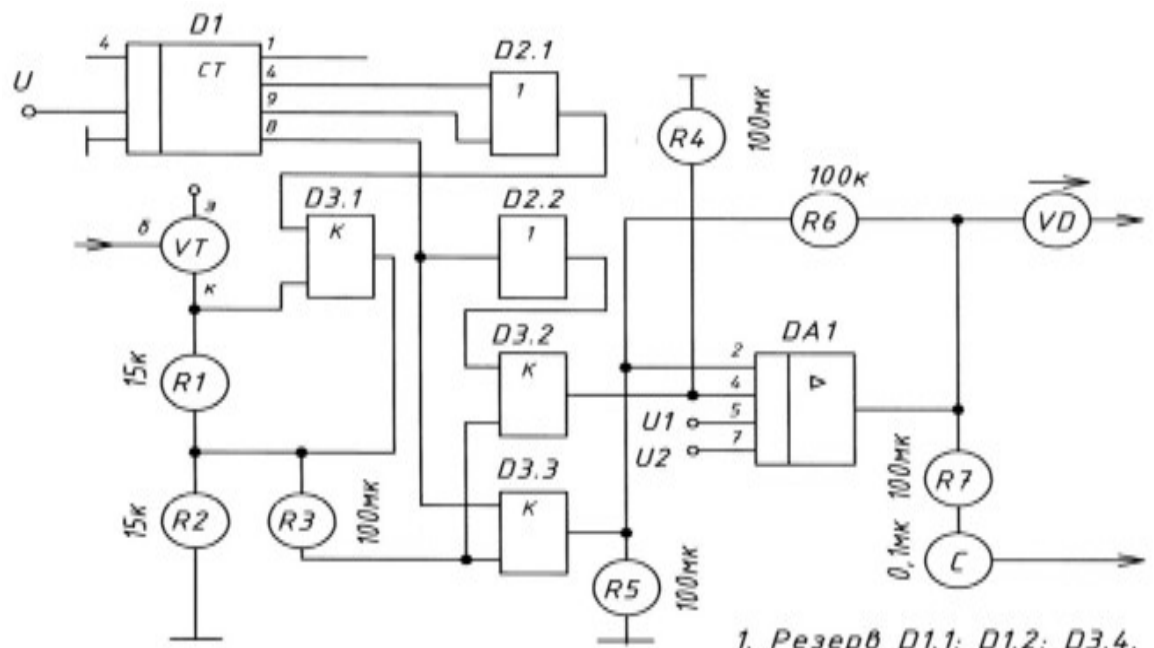 D1
4
CT
1
4
9
8
U
D2.1
1
R4
100мк
D3.1
К
э
б
VT
к
D2.2
1
100к
R6
VD
15к
R1
D3.2
К
DA1
2
4
5
7
U1
U2
15к
R2
R3
100мк
D3.3
К
R5
100мк
100мк
R7
0,1мк
C
1. Резерв D1.1; D1.2; D3.4.